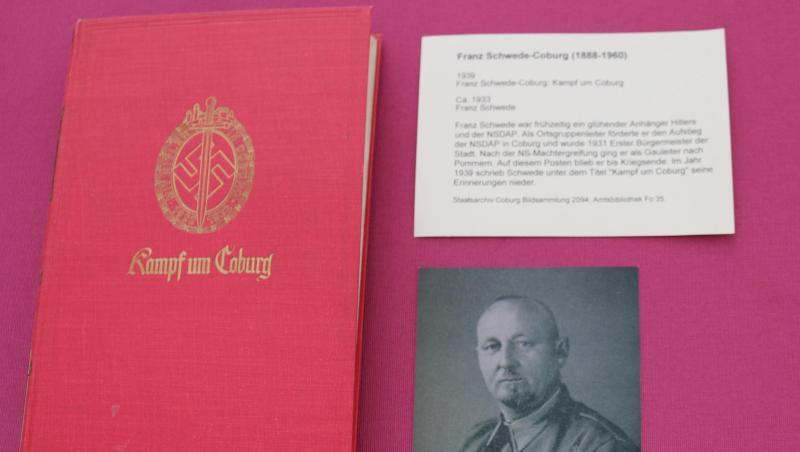 Kampf um Coburg
Franz Schwede-Coburg (1888-1960)
1939
Franz Schwede-Coburg: Kampf um Coburg
Ca. 1933
Franz Schwede
Franz Schwede war frühzeitig ein glühender Anhänger Hitlers
und der NSDAP. Als Ortsgruppenleiter förderte er den Aufstieg
der NSDAP in Coburg und wurde 1931 Erster Bürgermeister der
Stadt. Nach der NS-Machtergreifung ging er als Gauleiter nach
Pommern. Auf diesem Posten blieb er bis Kriegsende. Im Jahr
1939 schrieb Schwede unter dem Titel "Kampf um Coburg" seine
Erinnerungen nieder.
Staatsarchiv Coburg Bildsammlung 2094; Amtsbibliothek Fo 35.